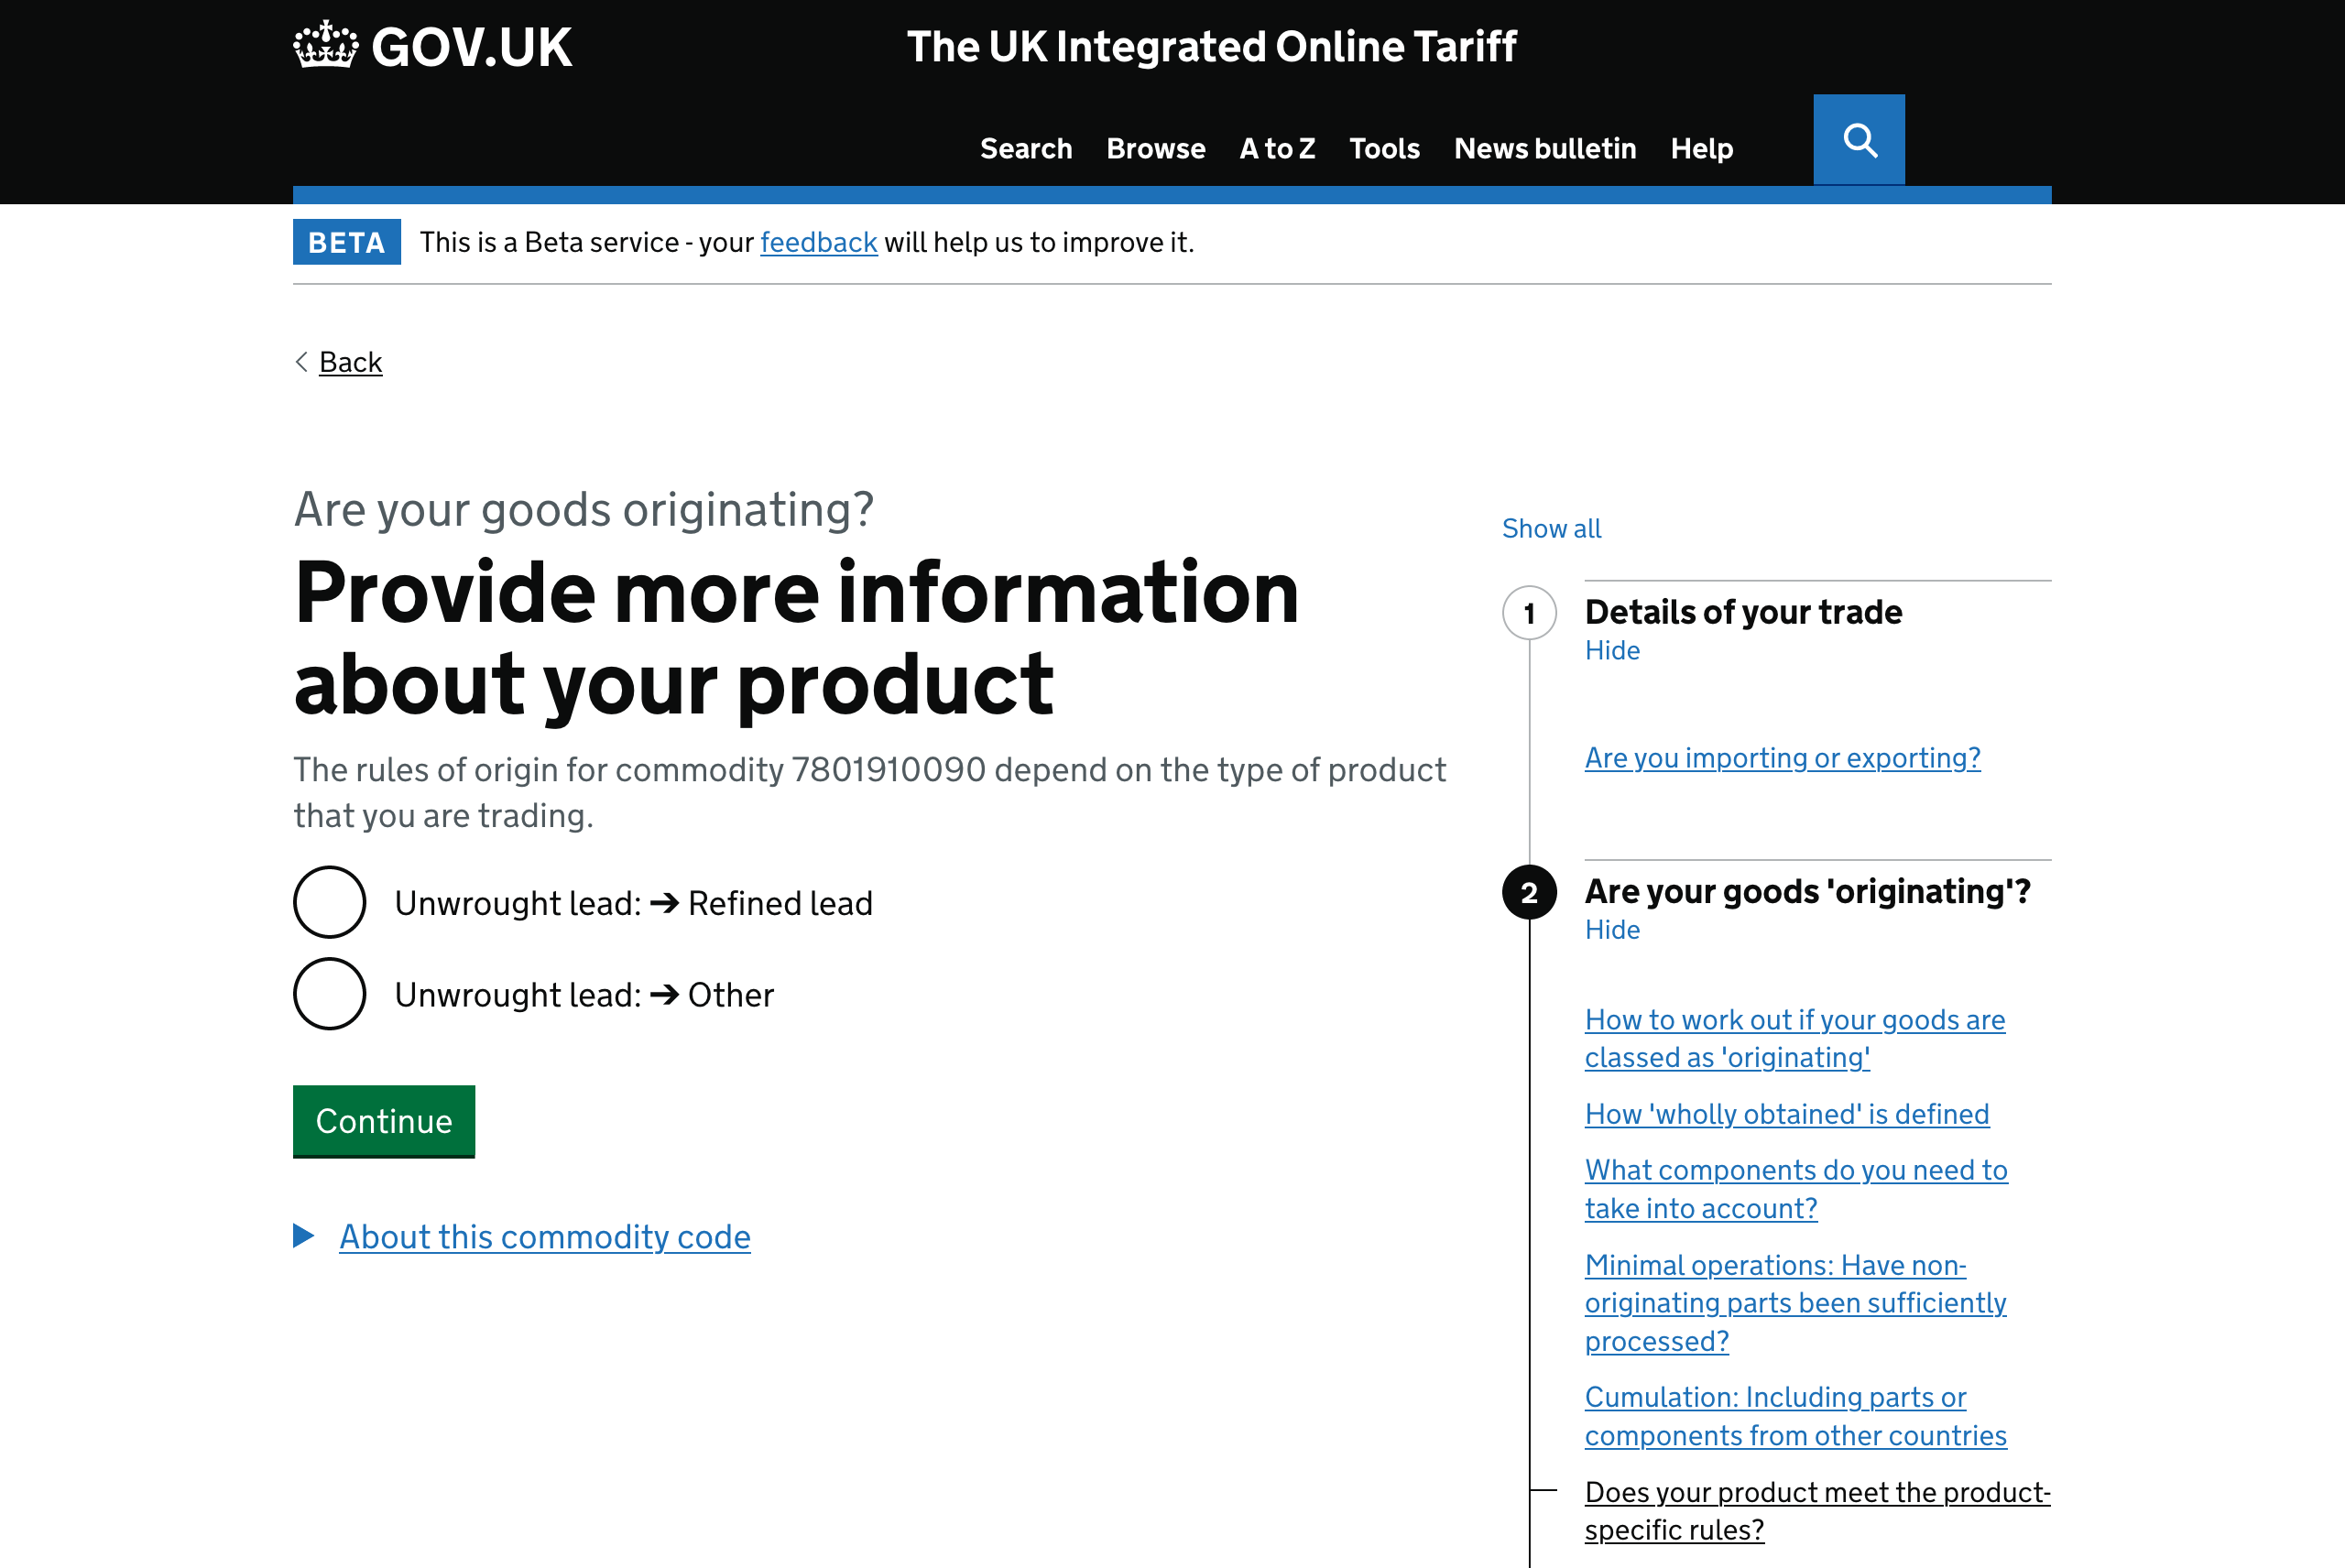 GOV.UK
The UK Integrated Online Tariff
Search Browse A to Z Tools News bulletin Help
BETA This is a Beta service - your feedback will help us to improve it.
Back
Are your goods originating?
Provide more information
about your product
The rules of origin for commodity 7801910090 depend on the type of product
that you are trading.
Unwrought lead: ➔ Refined lead
Unwrought lead: ➔ Other
Continue
About this commodity code
Show all
1 Details of your trade
Hide
Are you importing or exporting?
2 Are your goods 'originating'?
Hide
How to work out if your goods are
classed as 'originating'
How 'wholly obtained' is defined
What components do you need to
take into account?
Minimal operations: Have non-
originating parts been sufficiently
processed?
Cumulation: Including parts or
components from other countries
Does your product meet the product-
specific rules?